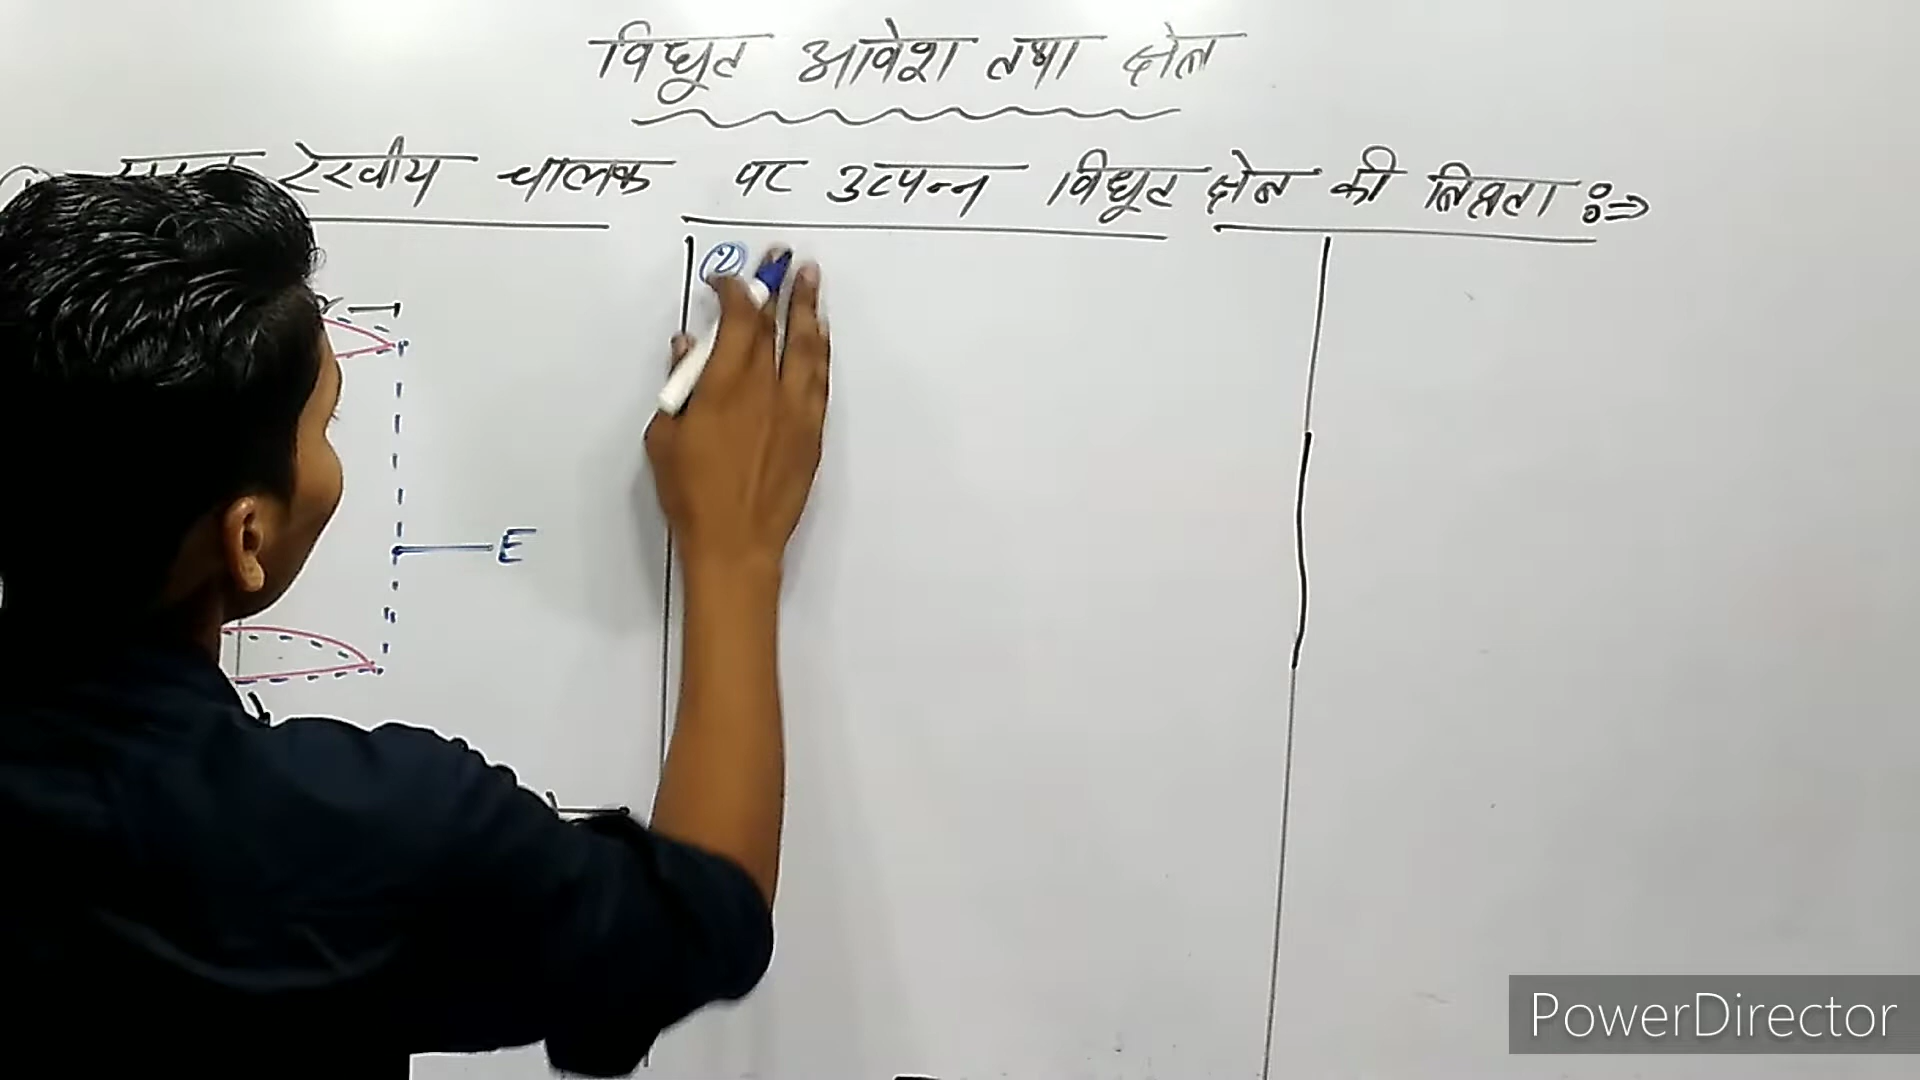 विधुत आवेश तथा क्षेत्र
रेखीय चालक पर उत्पन्न विधुत क्षेत्र की तिव्रता :⇒
②
E
PowerDirector